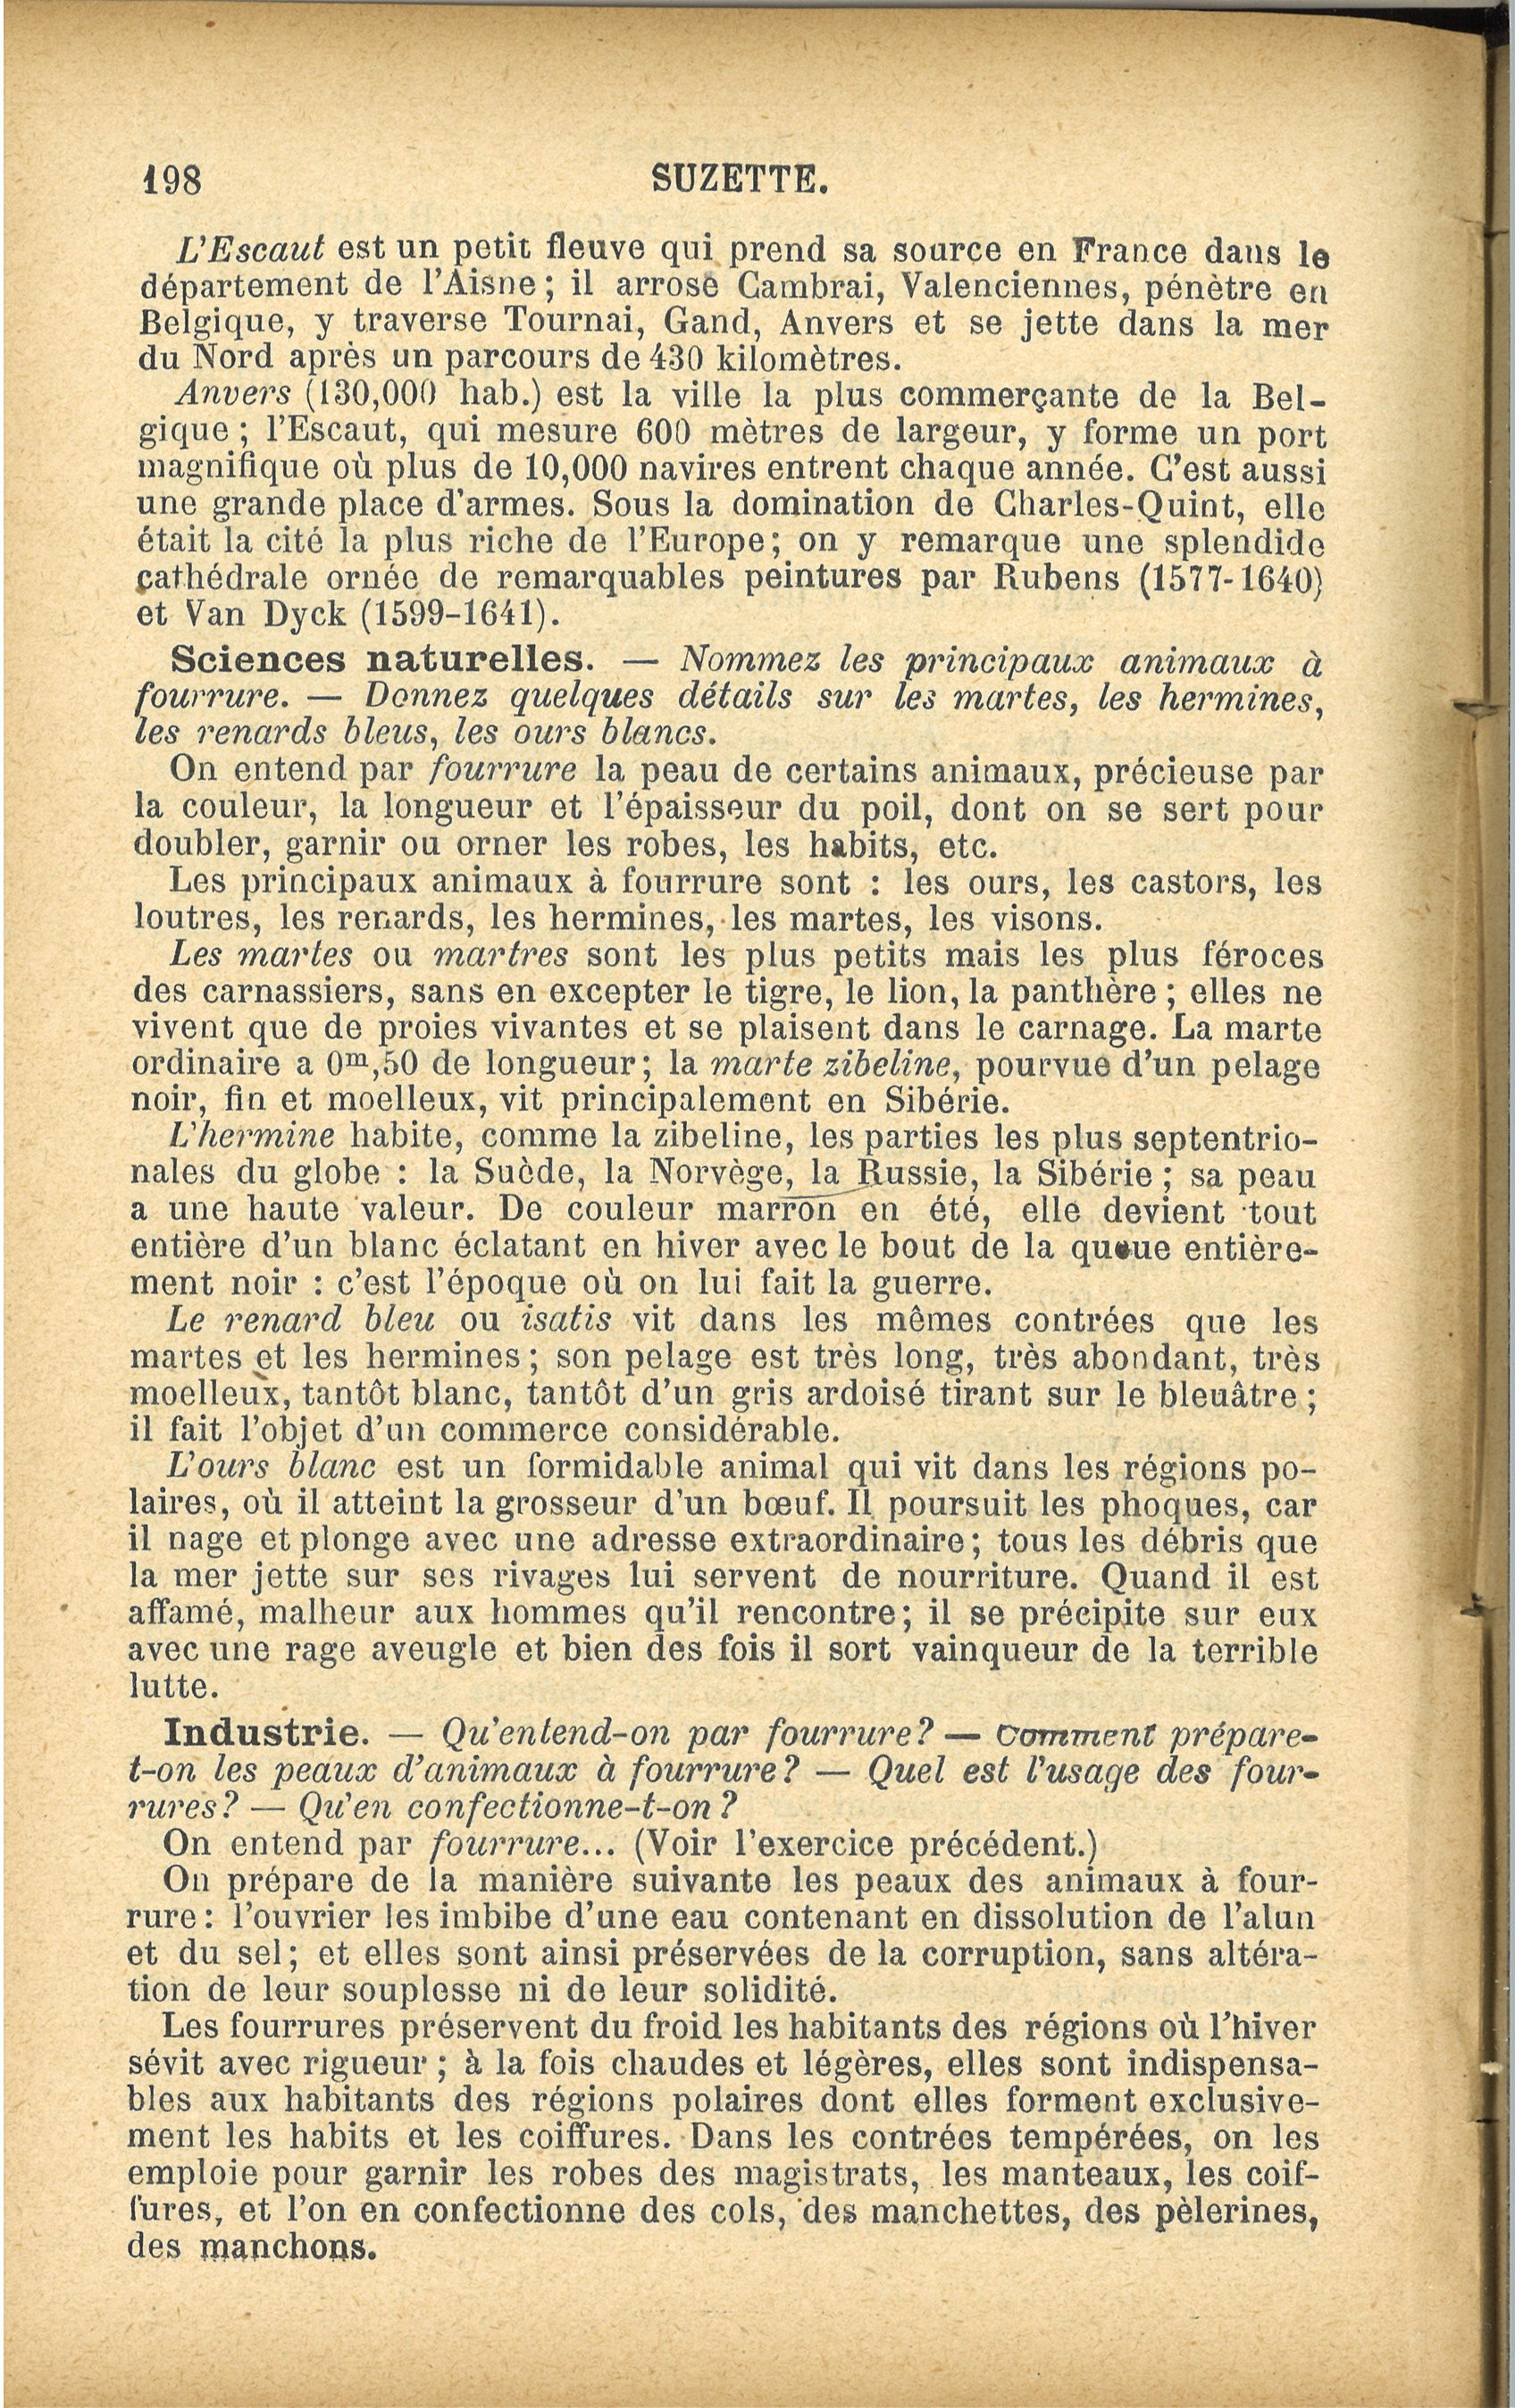 198 SUZETTE.
L'Escaut est un petit fleuve qui prend sa source en France dans le
département de l'Aisne ; il arrose Cambrai, Valenciennes, pénètre en
Belgique, y traverse Tournai, Gand, Anvers et se jette dans la mer
du Nord après un parcours de 430 kilomètres.
Anvers (130,000 hab.) est la ville la plus commerçante de la Bel-
gique ; l'Escaut, qui mesure 600 mètres de largeur, y forme un port
magnifique où plus de 10,000 navires entrent chaque année. C'est aussi
une grande place d'armes. Sous la domination de Charles-Quint, elle
était la cité la plus riche de l'Europe; on y remarque une splendide
cathédrale ornée de remarquables peintures par Rubens (1577-1640)
et Van Dyck (1599-1641).
Sciences naturelles. — Nommez les principaux animaux à
fourrure. — Donnez quelques détails sur les martes, les hermines,
les renards bleus, les ours blancs.
On entend par fourrure la peau de certains animaux, précieuse par
la couleur, la longueur et l'épaisseur du poil, dont on se sert pour
doubler, garnir ou orner les robes, les habits, etc.
Les principaux animaux à fourrure sont : les ours, les castors, les
loutres, les renards, les hermines, les martes, les visons.
Les martes ou martres sont les plus petits mais les plus féroces
des carnassiers, sans en excepter le tigre, le lion, la panthère ; elles ne
vivent que de proies vivantes et se plaisent dans le carnage. La marte
ordinaire a 0m,50 de longueur; la marte zibeline, pourvue d'un pelage
noir, fin et moelleux, vit principalement en Sibérie.
L'hermine habite, comme la zibeline, les parties les plus septentrio-
nales du globe : la Suède, la Norvège, la Russie, la Sibérie ; sa peau
a une haute valeur. De couleur marron en été, elle devient tout
entière d'un blanc éclatant en hiver avec le bout de la queue entière-
ment noir : c'est l'époque où on lui fait la guerre.
Le renard bleu ou isatis vit dans les mêmes contrées que les
martes et les hermines; son pelage est très long, très abondant, très
moelleux, tantôt blanc, tantôt d'un gris ardoisé tirant sur le bleuâtre ;
il fait l'objet d'un commerce considérable.
L'ours blanc est un formidable animal qui vit dans les régions po-
laires, où il atteint la grosseur d'un bœuf. Il poursuit les phoques, car
il nage et plonge avec une adresse extraordinaire; tous les débris que
la mer jette sur ses rivages lui servent de nourriture. Quand il est
affamé, malheur aux hommes qu'il rencontre; il se précipite sur eux
avec une rage aveugle et bien des fois il sort vainqueur de la terrible
lutte.
Industrie. — Qu'entend-on par fourrure? — Comment prépare-
t-on les peaux d'animaux à fourrure? — Quel est l'usage des four-
rures? — Qu'en confectionne-t-on?
On entend par fourrure... (Voir l'exercice précédent.)
On prépare de la manière suivante les peaux des animaux à four-
rure : l'ouvrier les imbibe d'une eau contenant en dissolution de l'alun
et du sel; et elles sont ainsi préservées de la corruption, sans altéra-
tion de leur souplesse ni de leur solidité.
Les fourrures préservent du froid les habitants des régions où l'hiver
sévit avec rigueur ; à la fois chaudes et légères, elles sont indispensa-
bles aux habitants des régions polaires dont elles forment exclusive-
ment les habits et les coiffures. Dans les contrées tempérées, on les
emploie pour garnir les robes des magistrats, les manteaux, les coif-
fures, et l'on en confectionne des cols, des manchettes, des pèlerines,
des manchons.